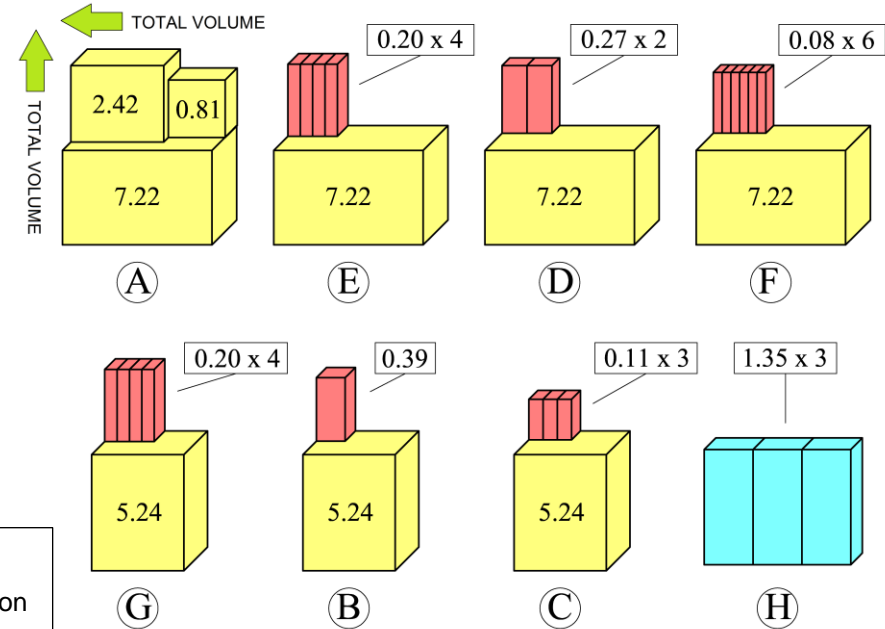 TOTAL VOLUME
TOTAL VOLUME
2.42
0.81
7.22
A
0.20 x 4
7.22
E
0.27 x 2
7.22
D
0.08 x 6
7.22
F
0.20 x 4
5.24
G
0.39
5.24
B
0.11 x 3
5.24
C
1.35 x 3
H
on